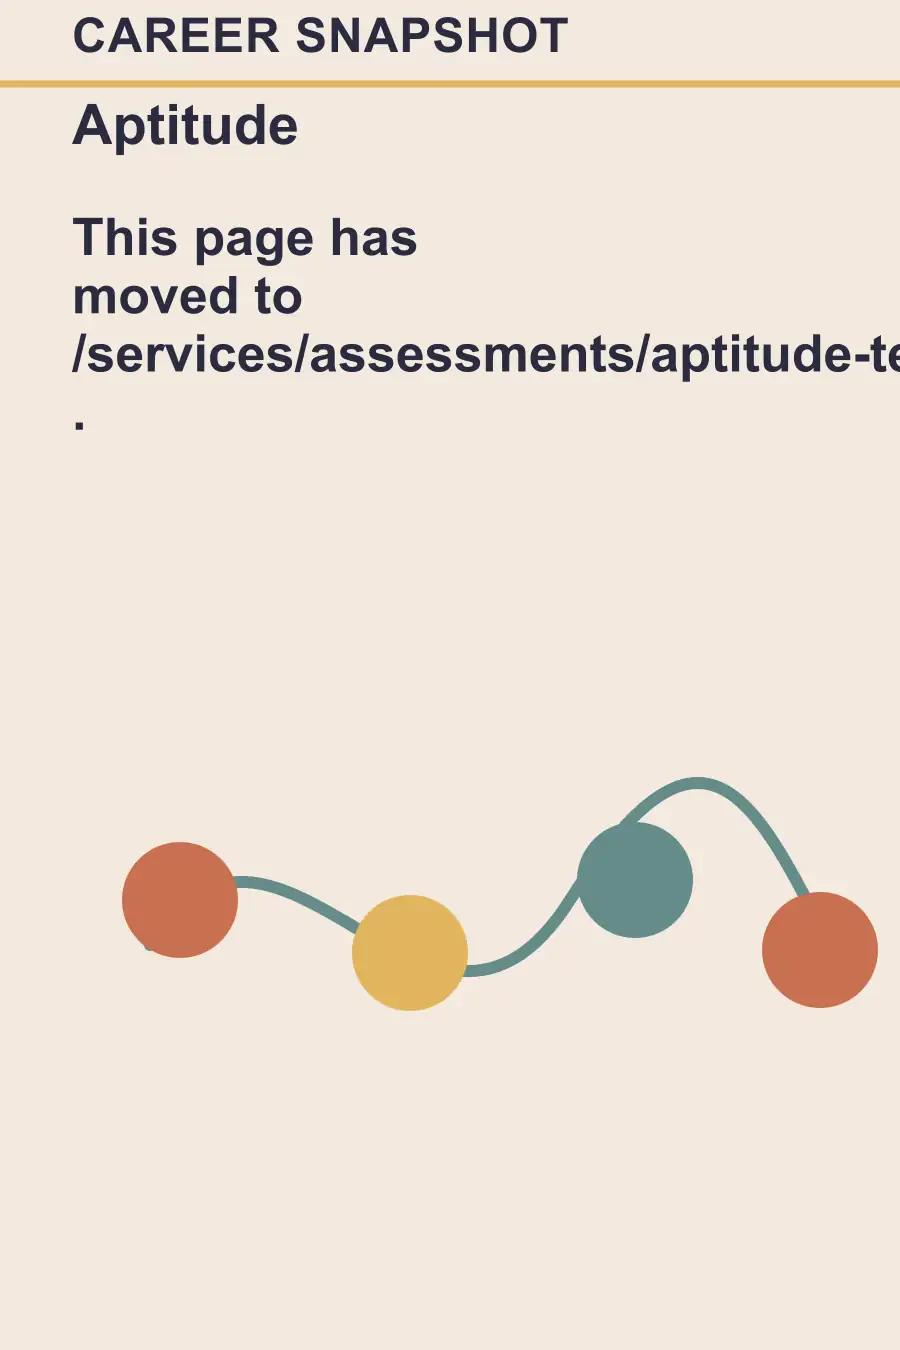 CAREER SNAPSHOT
Aptitude
This page has
moved to
/services/assessments/aptitude-te
.